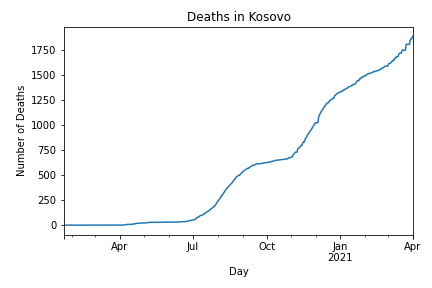 Deaths in Kosovo
Number of Deaths
1750
1500
1250
1000
750
500
250
0
Apr
Jul
Oct
Jan
2021
Apr
Day